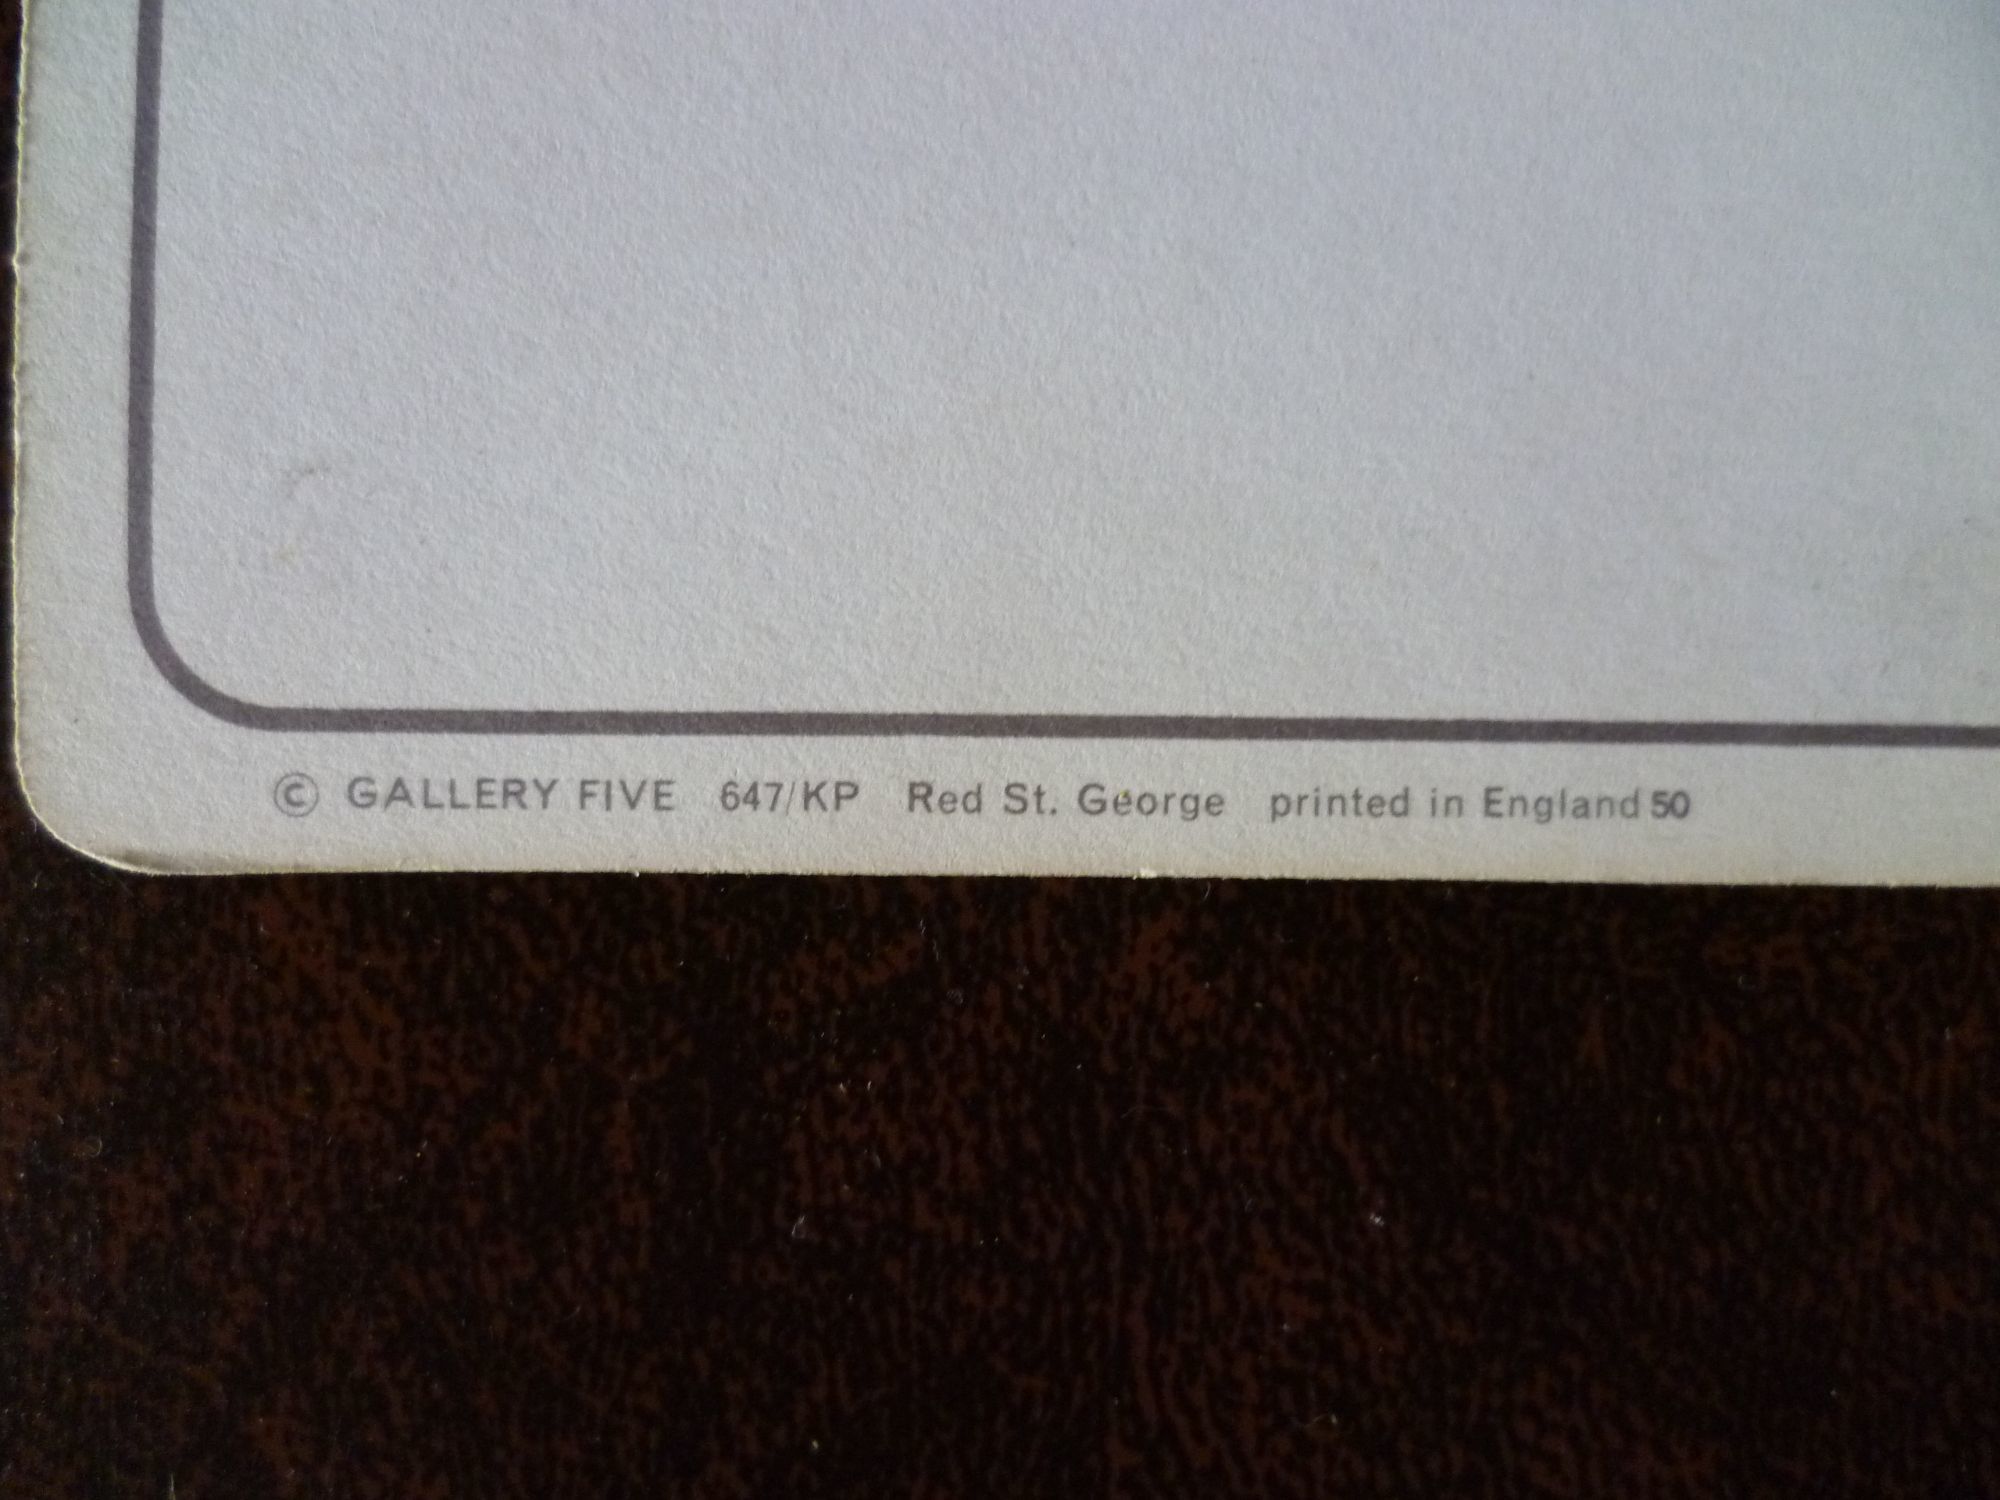 © GALLERY FIVE 647/KP Red St. George printed in England 50